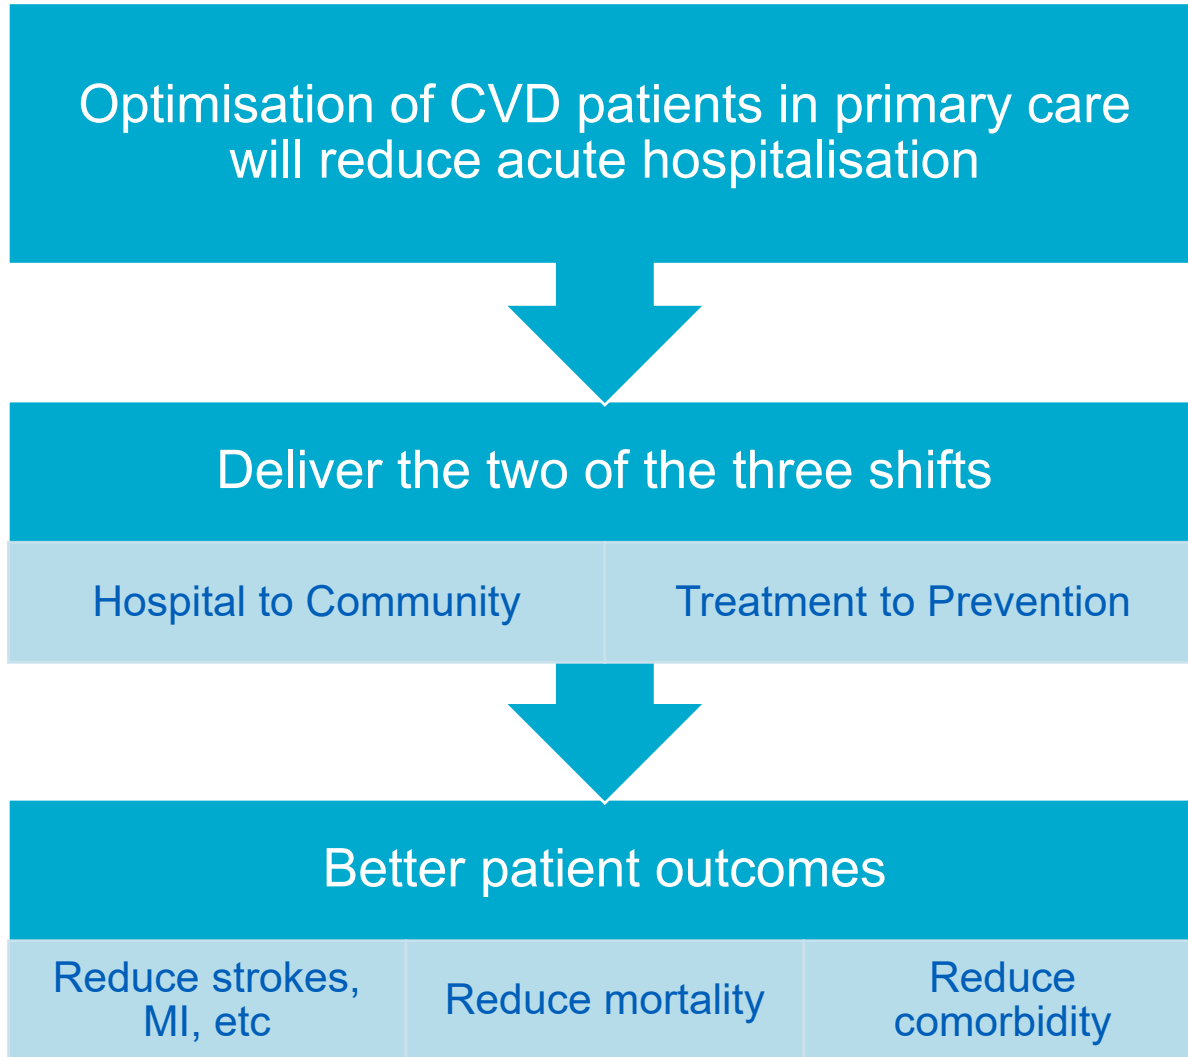 Optimisation of CVD patients in primary care
will reduce acute hospitalisation
Deliver the two of the three shifts
Hospital to Community
Treatment to Prevention
Better patient outcomes
Reduce strokes,
MI, etc
Reduce mortality
Reduce
comorbidity